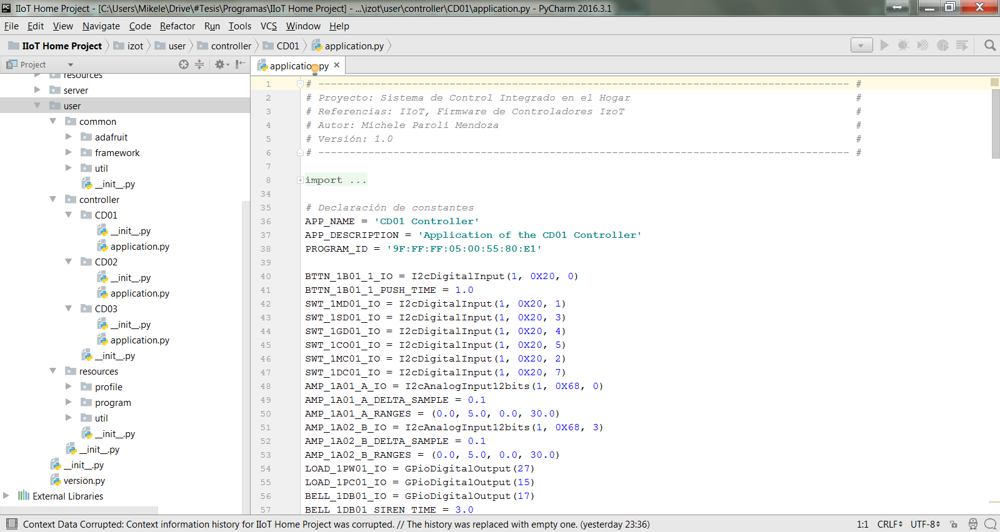 IIoT Home Project - [C:\Users\Mikele\Drive\#Tesis\Programas\IIoT Home Project] - ...\izot\user\controller\CD01\application.py - PyCharm 2016.3.1
File Edit View Navigate Code Refactor Run Tools VCS Window Help
IIoT Home Project izot user controller CD01 application.py
Project
application.py
resources
server
user
common
adafruit
framework
util
__init__.py
controller
CD01
__init__.py
application.py
CD02
__init__.py
application.py
CD03
__init__.py
application.py
__init__.py
resources
profile
program
util
__init__.py
__init__.py
__init__.py
version.py
External Libraries
1 # ------------------------------------------------------------------------------------- #
2 # Proyecto: Sistema de Control Integrado en el Hogar #
3 # Referencias: IIoT, Firmware de Controladores IzoT #
4 # Autor: Michele Paroli Mendoza #
5 # Versión: 1.0 #
6 # ------------------------------------------------------------------------------------- #
7
8 import ...
34
35 # Declaración de constantes
36 APP_NAME = 'CD01 Controller'
37 APP_DESCRIPTION = 'Application of the CD01 Controller'
38 PROGRAM_ID = '9F:FF:FF:05:00:55:80:E1'
39
40 BTTN_1B01_1_IO = I2cDigitalInput(1, 0X20, 0)
41 BTTN_1B01_1_PUSH_TIME = 1.0
42 SWT_1MD01_IO = I2cDigitalInput(1, 0X20, 1)
43 SWT_1SD01_IO = I2cDigitalInput(1, 0X20, 3)
44 SWT_1GD01_IO = I2cDigitalInput(1, 0X20, 4)
45 SWT_1CO01_IO = I2cDigitalInput(1, 0X20, 5)
46 SWT_1MC01_IO = I2cDigitalInput(1, 0X20, 2)
47 SWT_1DC01_IO = I2cDigitalInput(1, 0X20, 7)
48 AMP_1A01_A_IO = I2cAnalogInput12bits(1, 0X68, 0)
49 AMP_1A01_A_DELTA_SAMPLE = 0.1
50 AMP_1A01_A_RANGES = (0.0, 5.0, 0.0, 30.0)
51 AMP_1A02_B_IO = I2cAnalogInput12bits(1, 0X68, 3)
52 AMP_1A02_B_DELTA_SAMPLE = 0.1
53 AMP_1A02_B_RANGES = (0.0, 5.0, 0.0, 30.0)
54 LOAD_1PW01_IO = GPioDigitalOutput(27)
55 LOAD_1PC01_IO = GPioDigitalOutput(15)
56 BELL_1DB01_IO = GPioDigitalOutput(17)
57 BELL_1DB01_SIREN_TIME = 3.0
Context Data Corrupted: Context information history for IIoT Home Project was corrupted. // The history was replaced with empty one. (yesterday 23:36) 1:1 CRLF UTF-8